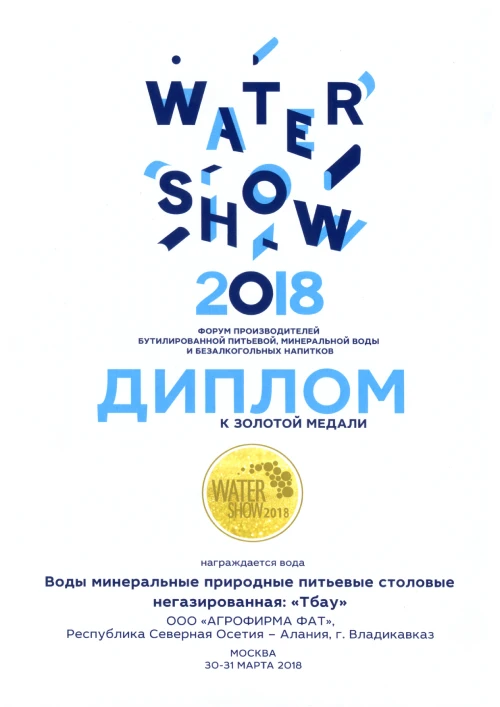 WATER
SHOW
2018
ФОРУМ ПРОИЗВОДИТЕЛЕЙ
БУТИЛИРОВАННОЙ ПИТЬЕВОЙ, МИНЕРАЛЬНОЙ ВОДЫ
И БЕЗАЛКОГОЛЬНЫХ НАПИТКОВ
ДИПЛОМ
К ЗОЛОТОЙ МЕДАЛИ
WATER
SHOW 2018
награждается вода
Воды минеральные природные питьевые столовые
негазированная: «Тбау»
ООО «АГРОФИРМА ФАТ»,
Республика Северная Осетия – Алания, г. Владикавказ
МОСКВА
30-31 МАРТА 2018